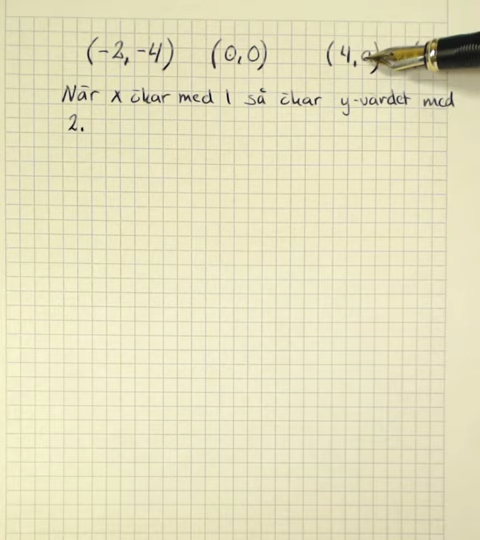 (-2,-4) (0,0) (4,
När x ökar med 1 så ökar y-värdet med
2.